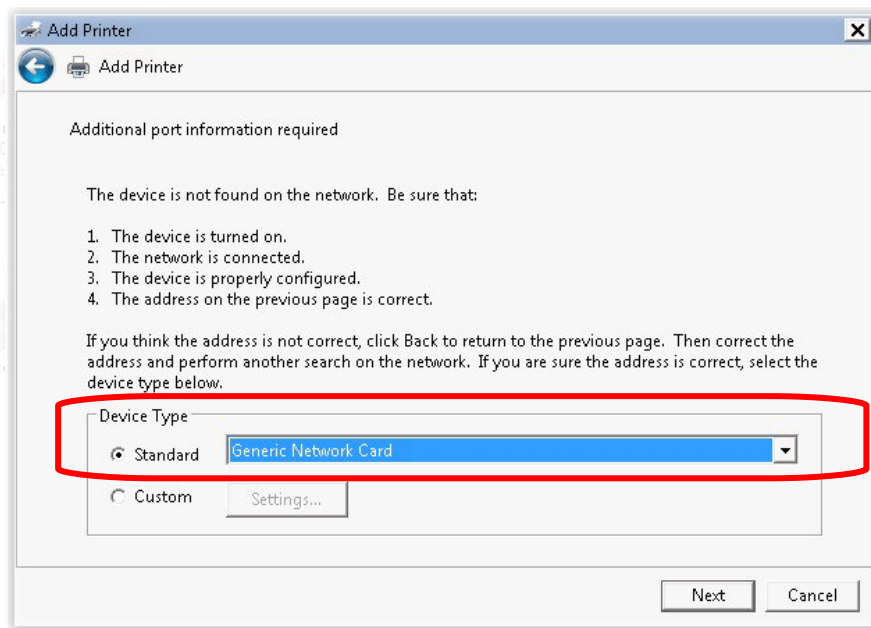 Add Printer
Add Printer
Additional port information required
The device is not found on the network.  Be sure that:
1.  The device is turned on.
2.  The network is connected.
3.  The device is properly configured.
4.  The address on the previous page is correct.
If you think the address is not correct, click Back to return to the previous page.  Then correct the
address and perform another search on the network.  If you are sure the address is correct, select the
device type below.
Device Type
Standard Generic Network Card
Custom Settings...
Next Cancel